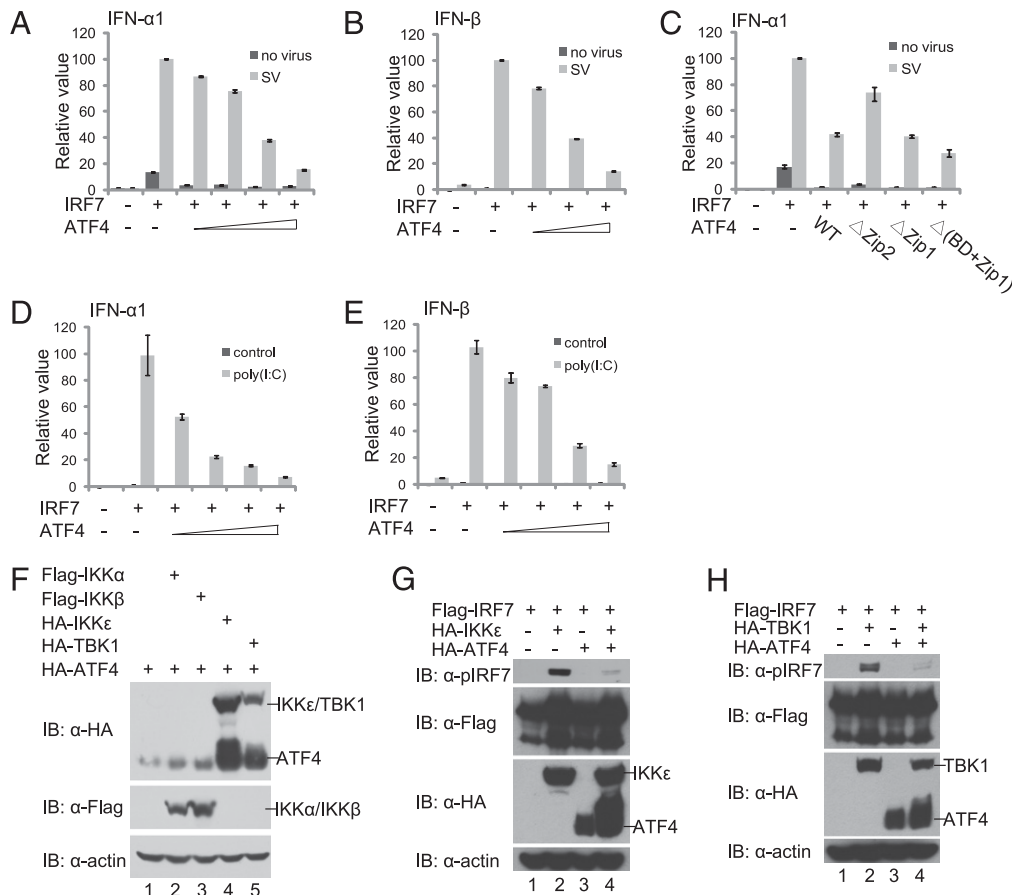 A
IFN-α1
Relative value
120
100
80
60
40
20
0
no virus
SV
IRF7 - + + + + +
ATF4 - -
B
IFN-β
Relative value
120
100
80
60
40
20
0
no virus
SV
IRF7 - + + + +
ATF4 - -
C
IFN-α1
Relative value
120
100
80
60
40
20
0
no virus
SV
IRF7 - + + + + +
ATF4 - - WT △Zip2 △Zip1 △(BD+Zip1)
D
IFN-α1
Relative value
120
100
80
60
40
20
0
control
poly(I:C)
IRF7 - + + + + +
ATF4 - -
E
IFN-β
Relative value
120
100
80
60
40
20
0
control
poly(I:C)
IRF7 - + + + + +
ATF4 - -
F
Flag-IKKα +
Flag-IKKβ +
HA-IKKε +
HA-TBK1 +
HA-ATF4 + + + + +
IB: α-HA
IKKε/TBK1
ATF4
IB: α-Flag
IKKα/IKKβ
IB: α-actin
1 2 3 4 5
G
Flag-IRF7 + + + +
HA-IKKε - + - +
HA-ATF4 - - + +
IB: α-pIRF7
IB: α-Flag
IB: α-HA
IKKε
ATF4
IB: α-actin
1 2 3 4
H
Flag-IRF7 + + + +
HA-TBK1 - + - +
HA-ATF4 - - + +
IB: α-pIRF7
IB: α-Flag
IB: α-HA
TBK1
ATF4
IB: α-actin
1 2 3 4